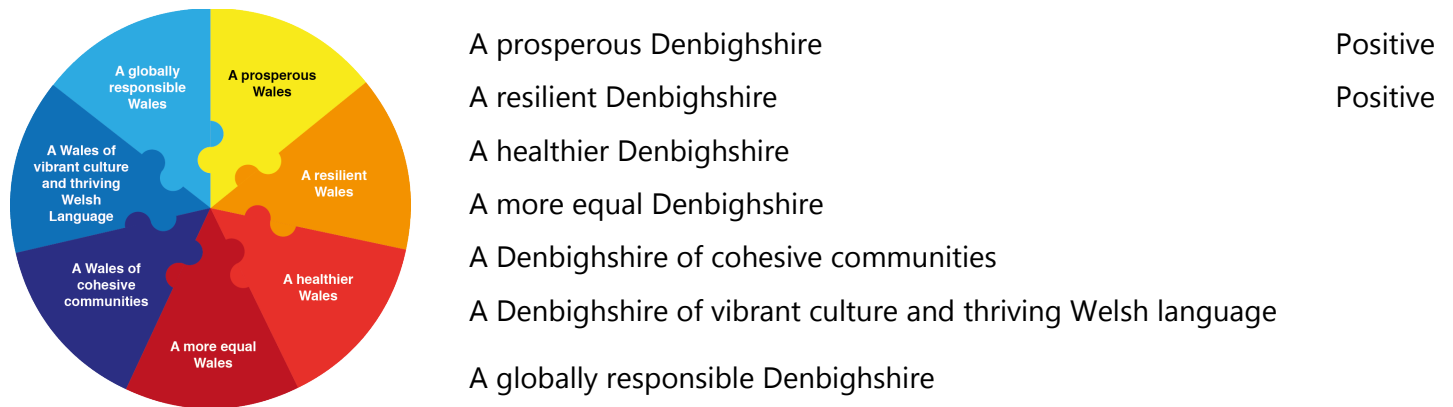 A globally
responsible
Wales
A prosperous
Wales
A resilient
Wales
A healthier
Wales
A more equal
Wales
A Wales of
cohesive
communities
A Wales of
vibrant culture
and thriving
Welsh
Language
A prosperous Denbighshire Positive
A resilient Denbighshire Positive
A healthier Denbighshire
A more equal Denbighshire
A Denbighshire of cohesive communities
A Denbighshire of vibrant culture and thriving Welsh language
A globally responsible Denbighshire